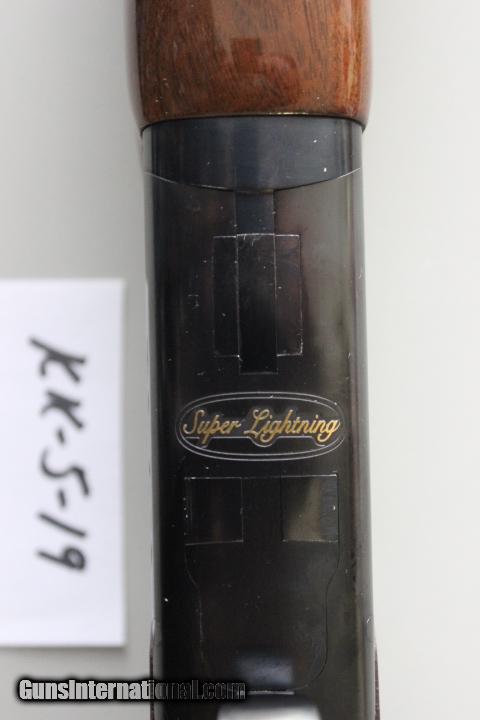 Super Lightning
KK-5-19
GunsInternational.com